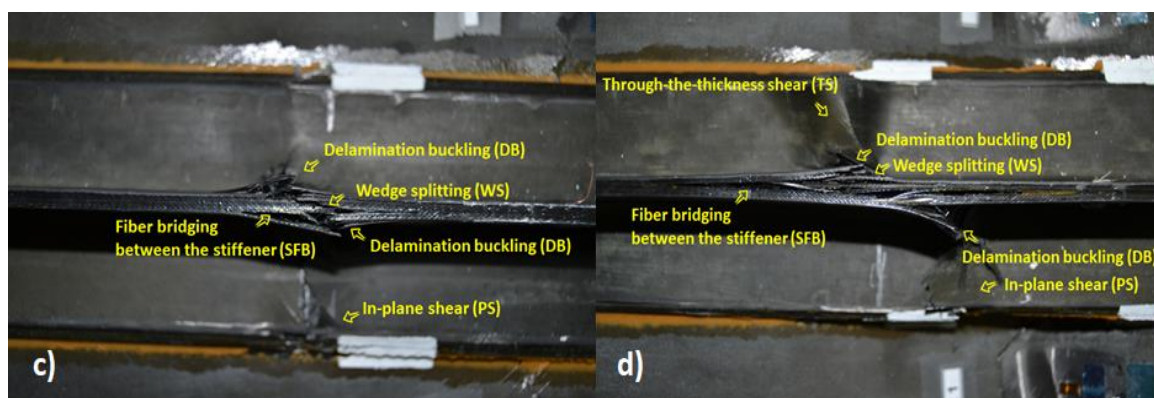 Delamination buckling (DB)
Wedge splitting (WS)
Fiber bridging
between the stiffener (SFB)
Delamination buckling (DB)
In-plane shear (PS)
c)
Through-the-thickness shear (TS)
Delamination buckling (DB)
Wedge splitting (WS)
Fiber bridging
between the stiffener (SFB)
Delamination buckling (DB)
In-plane shear (PS)
d)
1